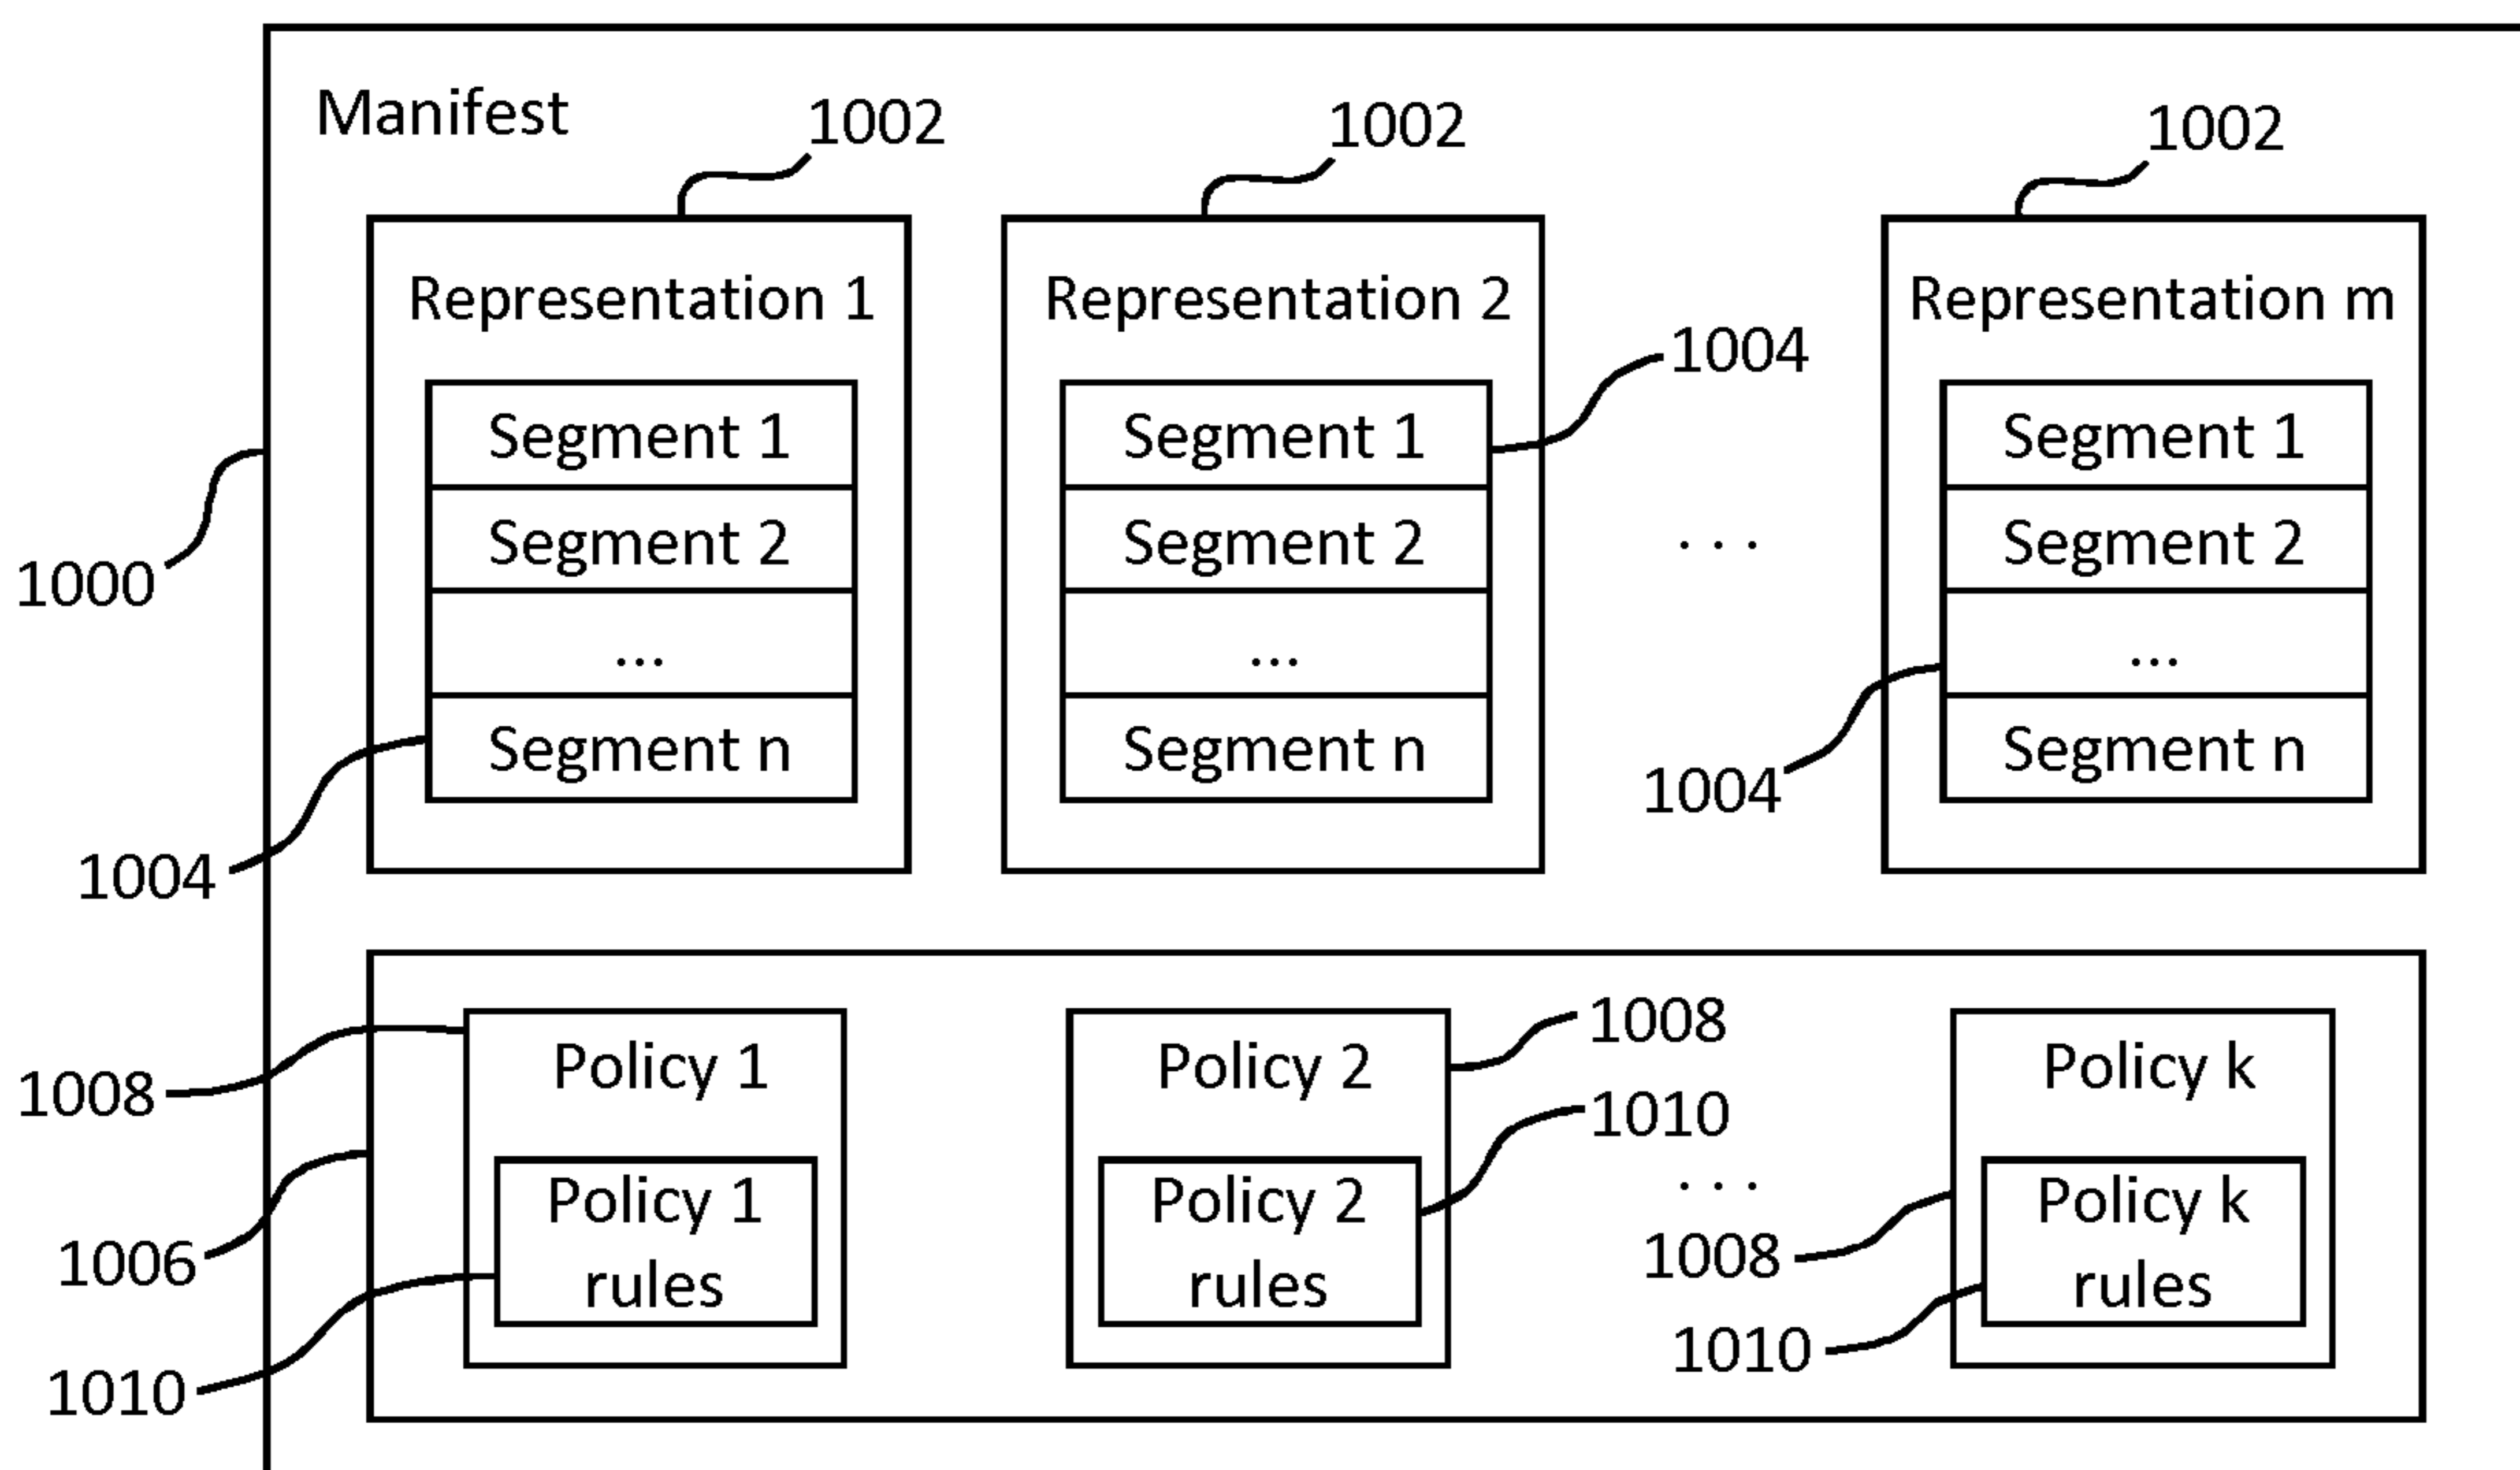 Manifest
1002
1002
1002
Representation 1
Representation 2
Representation m
1004
Segment 1
Segment 1
Segment 1
Segment 2
Segment 2
. . .
Segment 2
1000
...
...
...
Segment n
Segment n
Segment n
1004
1004
1008
Policy 1
Policy 2
Policy k
1008
1010
Policy 1
rules
Policy 2
rules
. . .
Policy k
rules
1006
1008
1010
1010